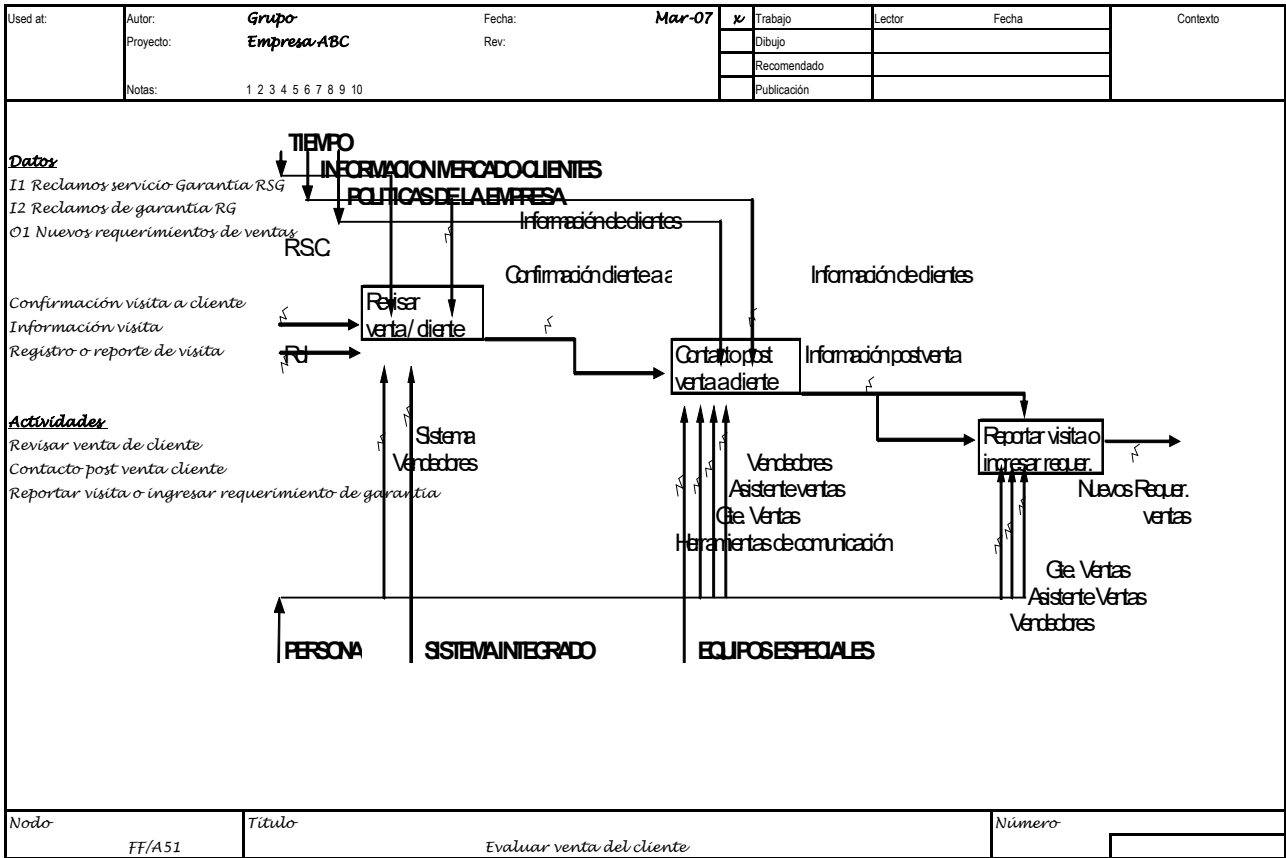 Used at:
Autor: Grupo Fecha: Mar-07 x Trabajo Lector Fecha Contexto
Proyecto: Empresa ABC Rev: Dibujo
Recomendado
Notas: 1 2 3 4 5 6 7 8 9 10 Publicación
TIEMPO
INFORMACION MERCADO CLIENTES
POLITICAS DE LA EMPRESA
Datos
I1 Reclamos servicio Garantía RSG
I2 Reclamos de garantía RG
O1 Nuevos requerimientos de ventas
Confirmación visita a cliente
Información visita
Registro o reporte de visita
Actividades
Revisar venta de cliente
Contacto post venta cliente
Reportar visita o ingresar requerimiento de garantía
R.S.C.
Información de clientes
Confirmación cliente a a
Información de clientes
Revisar
venta / cliente
Contacto post
venta a cliente
Información post venta
Reportar visita o
ingresar requer.
Sistema
Vendedores
Vendedores
Asistente ventas
Gte. Ventas
Herramientas de comunicación
Nuevos Requer.
ventas
Gte. Ventas
Asistente Ventas
Vendedores
PERSONA
SISTEMA INTEGRADO
EQUIPOS ESPECIALES
Nodo Título Número
FF/A51 Evaluar venta del cliente